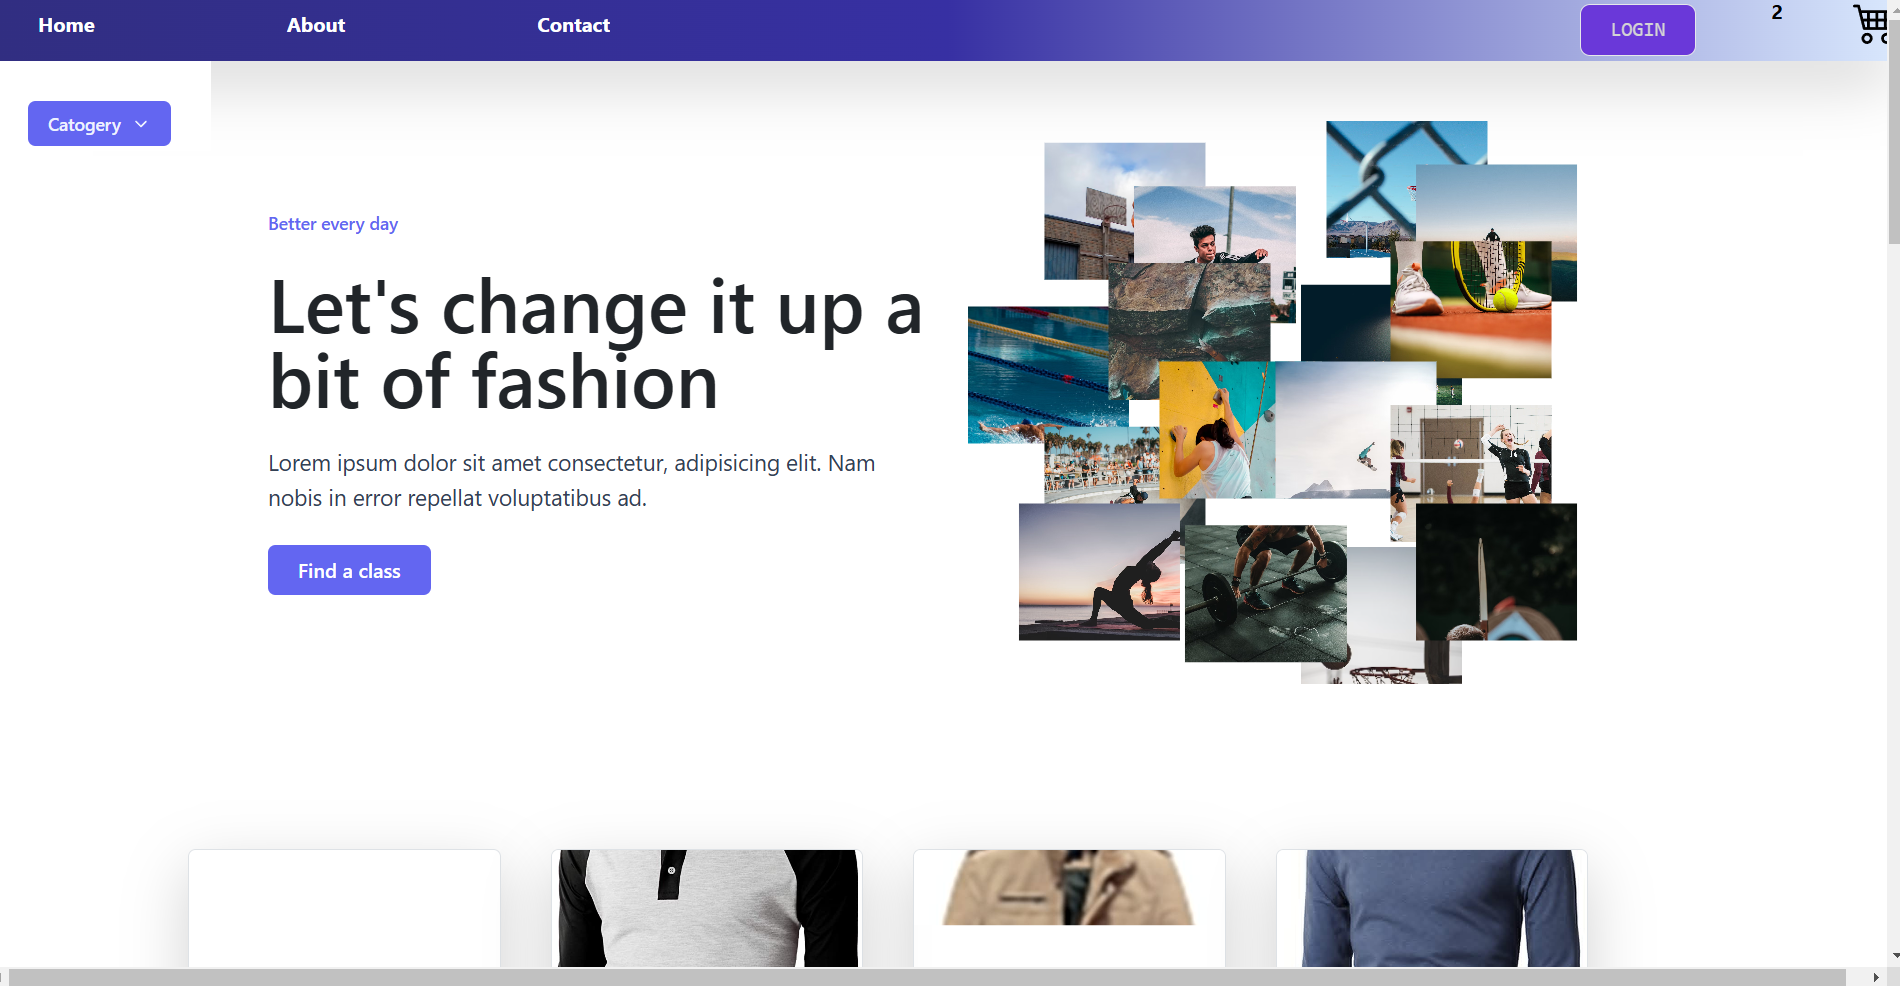 Home About Contact LOGIN 2
Catogery
Better every day
Let's change it up a
bit of fashion
Lorem ipsum dolor sit amet consectetur, adipisicing elit. Nam
nobis in error repellat voluptatibus ad.
Find a class